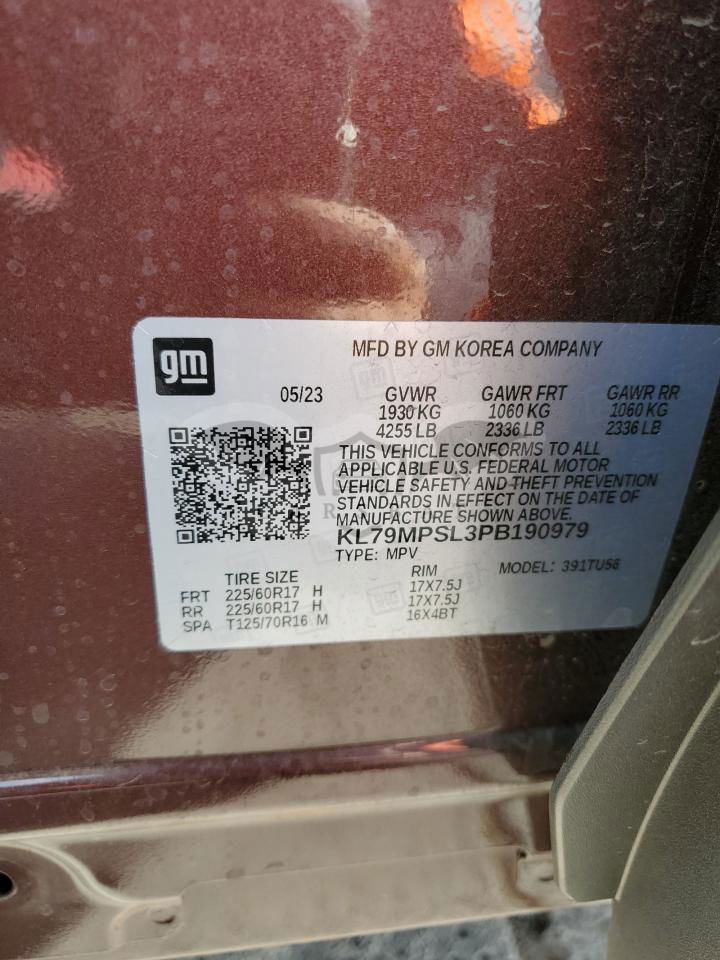 gm
MFD BY GM KOREA COMPANY
05/23 GVWR GAWR FRT GAWR RR
1930 KG 1060 KG 1060 KG
4255 LB 2336 LB 2336 LB
THIS VEHICLE CONFORMS TO ALL
APPLICABLE U.S. FEDERAL MOTOR
VEHICLE SAFETY AND THEFT PREVENTION
STANDARDS IN EFFECT ON THE DATE OF
MANUFACTURE SHOWN ABOVE.
KL79MPSL3PB190979
TYPE: MPV MODEL: 391TU56
TIRE SIZE RIM
FRT 225/60R17 H 17X7.5J
RR 225/60R17 H 17X7.5J
SPA T125/70R16 M 16X4BT